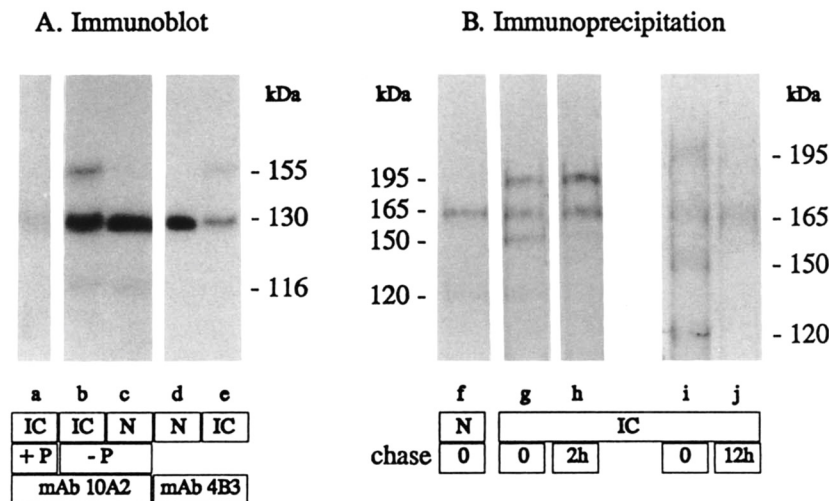 A. Immunoblot
B. Immunoprecipitation
kDa
- 155
- 130
- 116
kDa
195 -
165 -
150 -
120 -
kDa
- 195
- 165
- 150
- 120
a b c d e
IC IC N N IC
+ P - P
mAb 10A2 mAb 4B3
f g h i j
N IC
chase 0 0 2h 0 12h